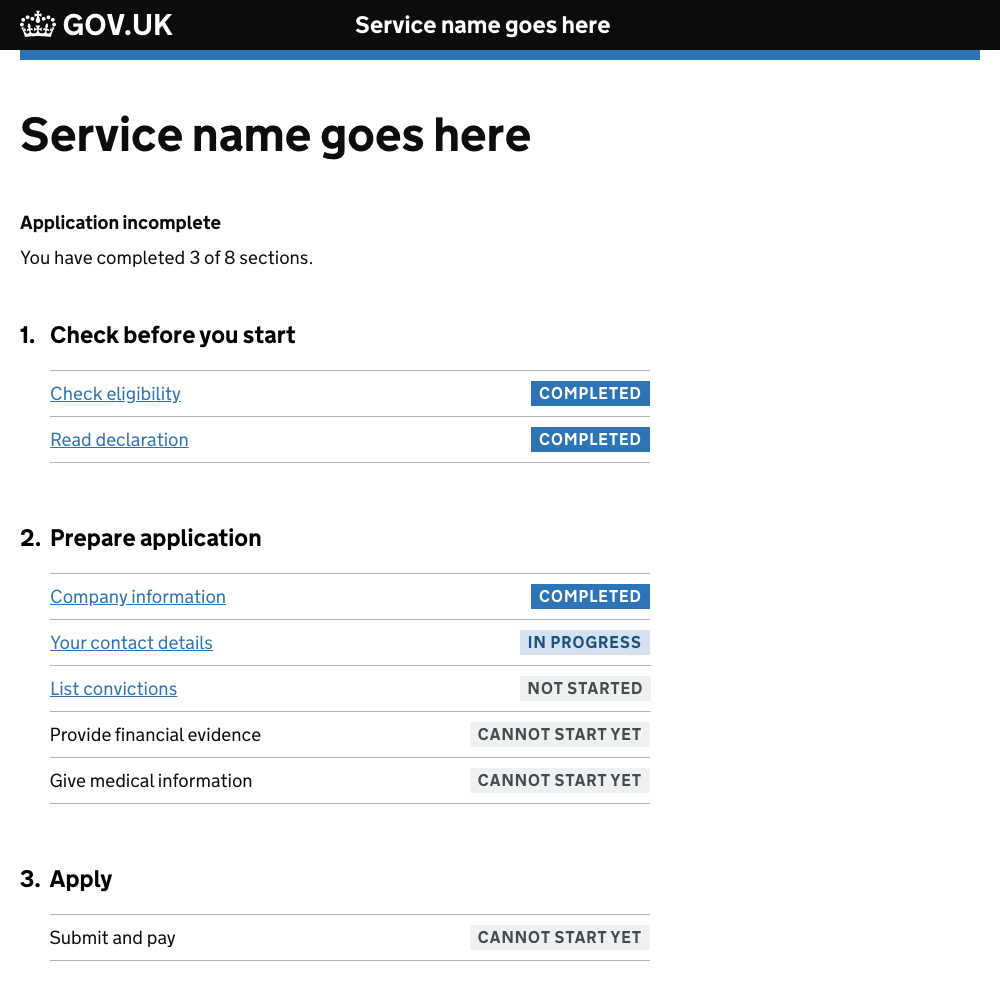 GOV.UK Service name goes here
Service name goes here
Application incomplete
You have completed 3 of 8 sections.
1. Check before you start
Check eligibility COMPLETED
Read declaration COMPLETED
2. Prepare application
Company information COMPLETED
Your contact details IN PROGRESS
List convictions NOT STARTED
Provide financial evidence CANNOT START YET
Give medical information CANNOT START YET
3. Apply
Submit and pay CANNOT START YET